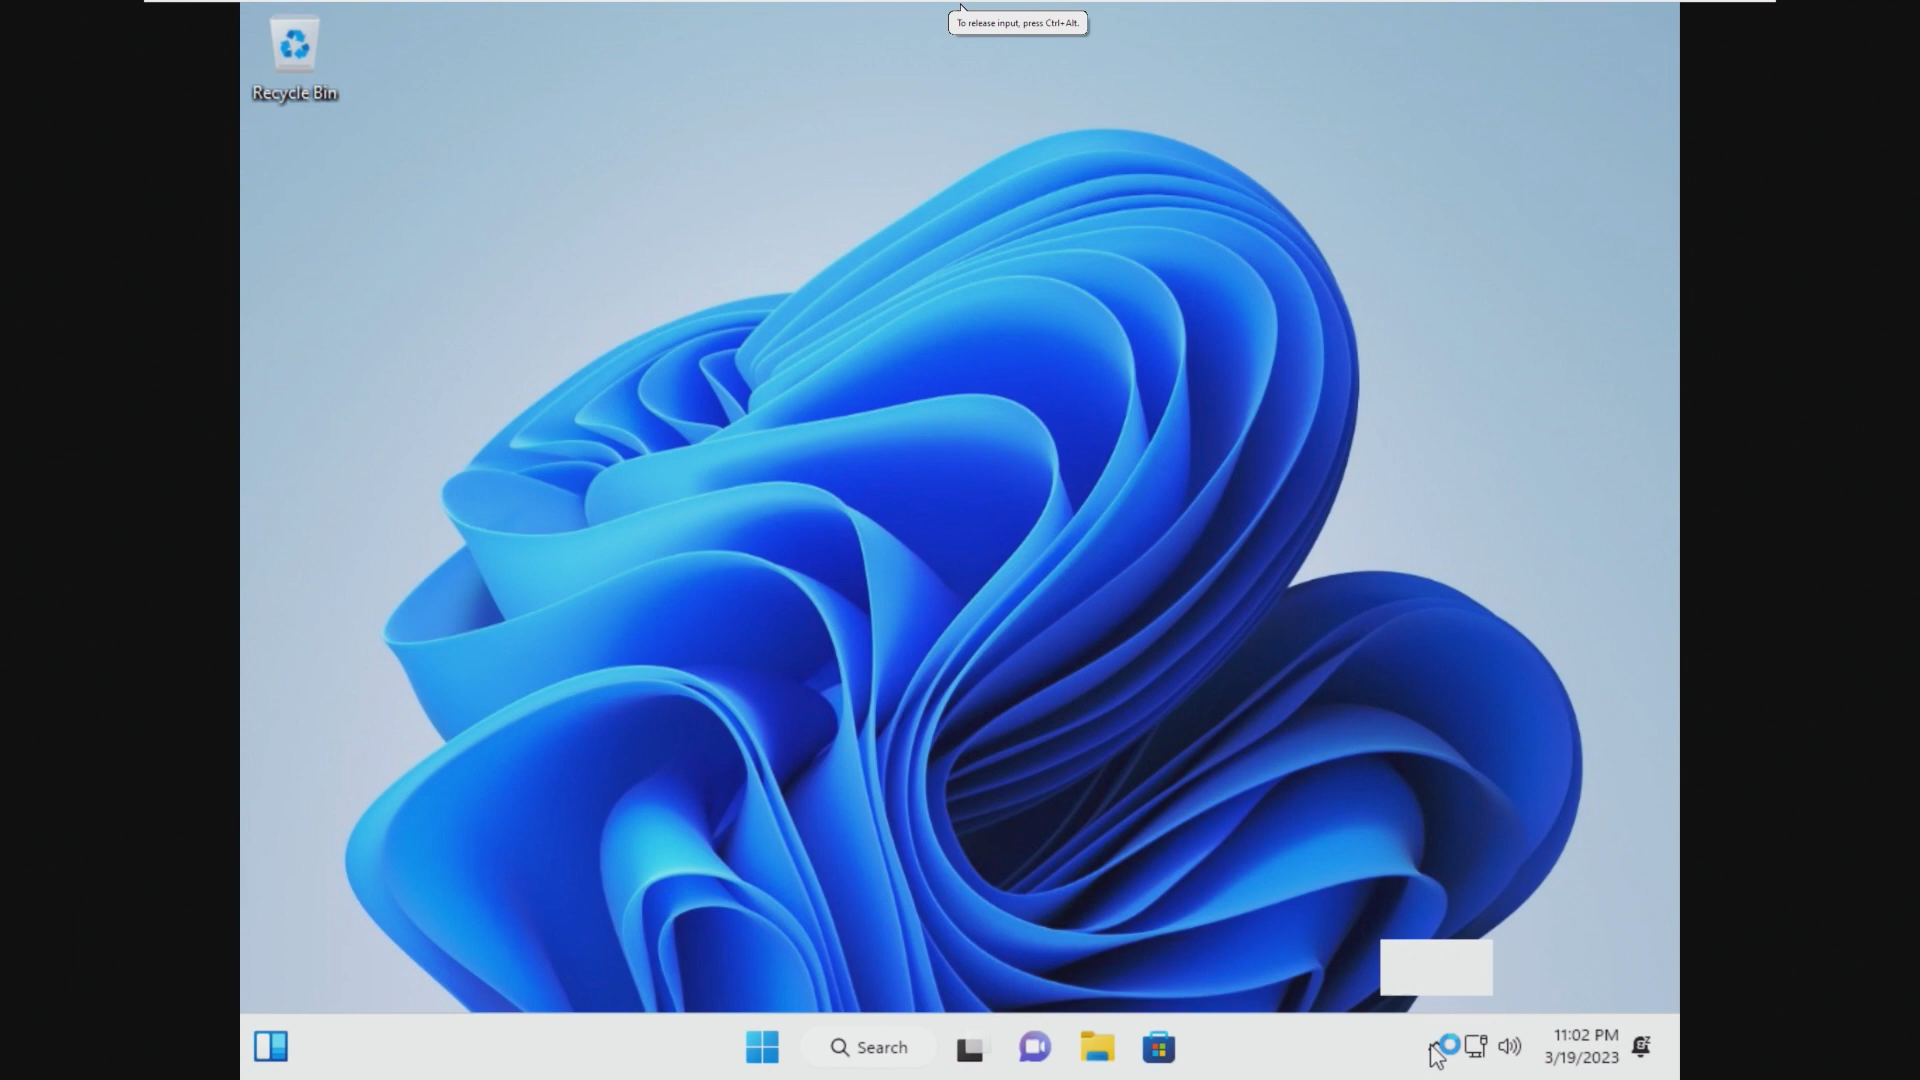 To release input, press Ctrl+Alt.
Recycle Bin
Search
11:02 PM
3/19/2023